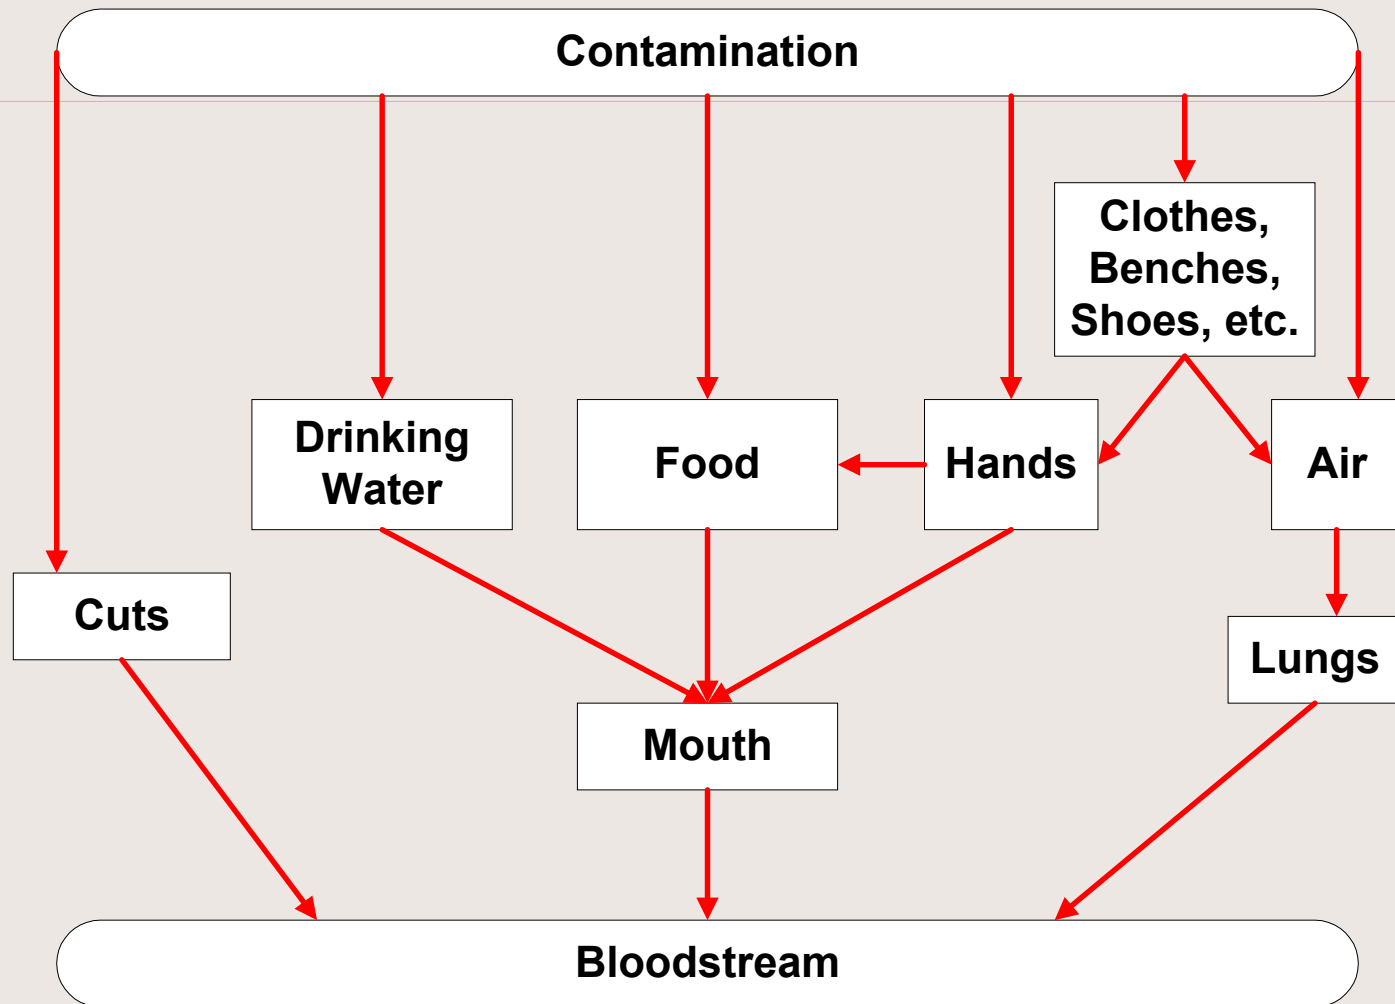 Contamination
Clothes,
Benches,
Shoes, etc.
Drinking
Water
Food
Hands
Air
Cuts
Lungs
Mouth
Bloodstream